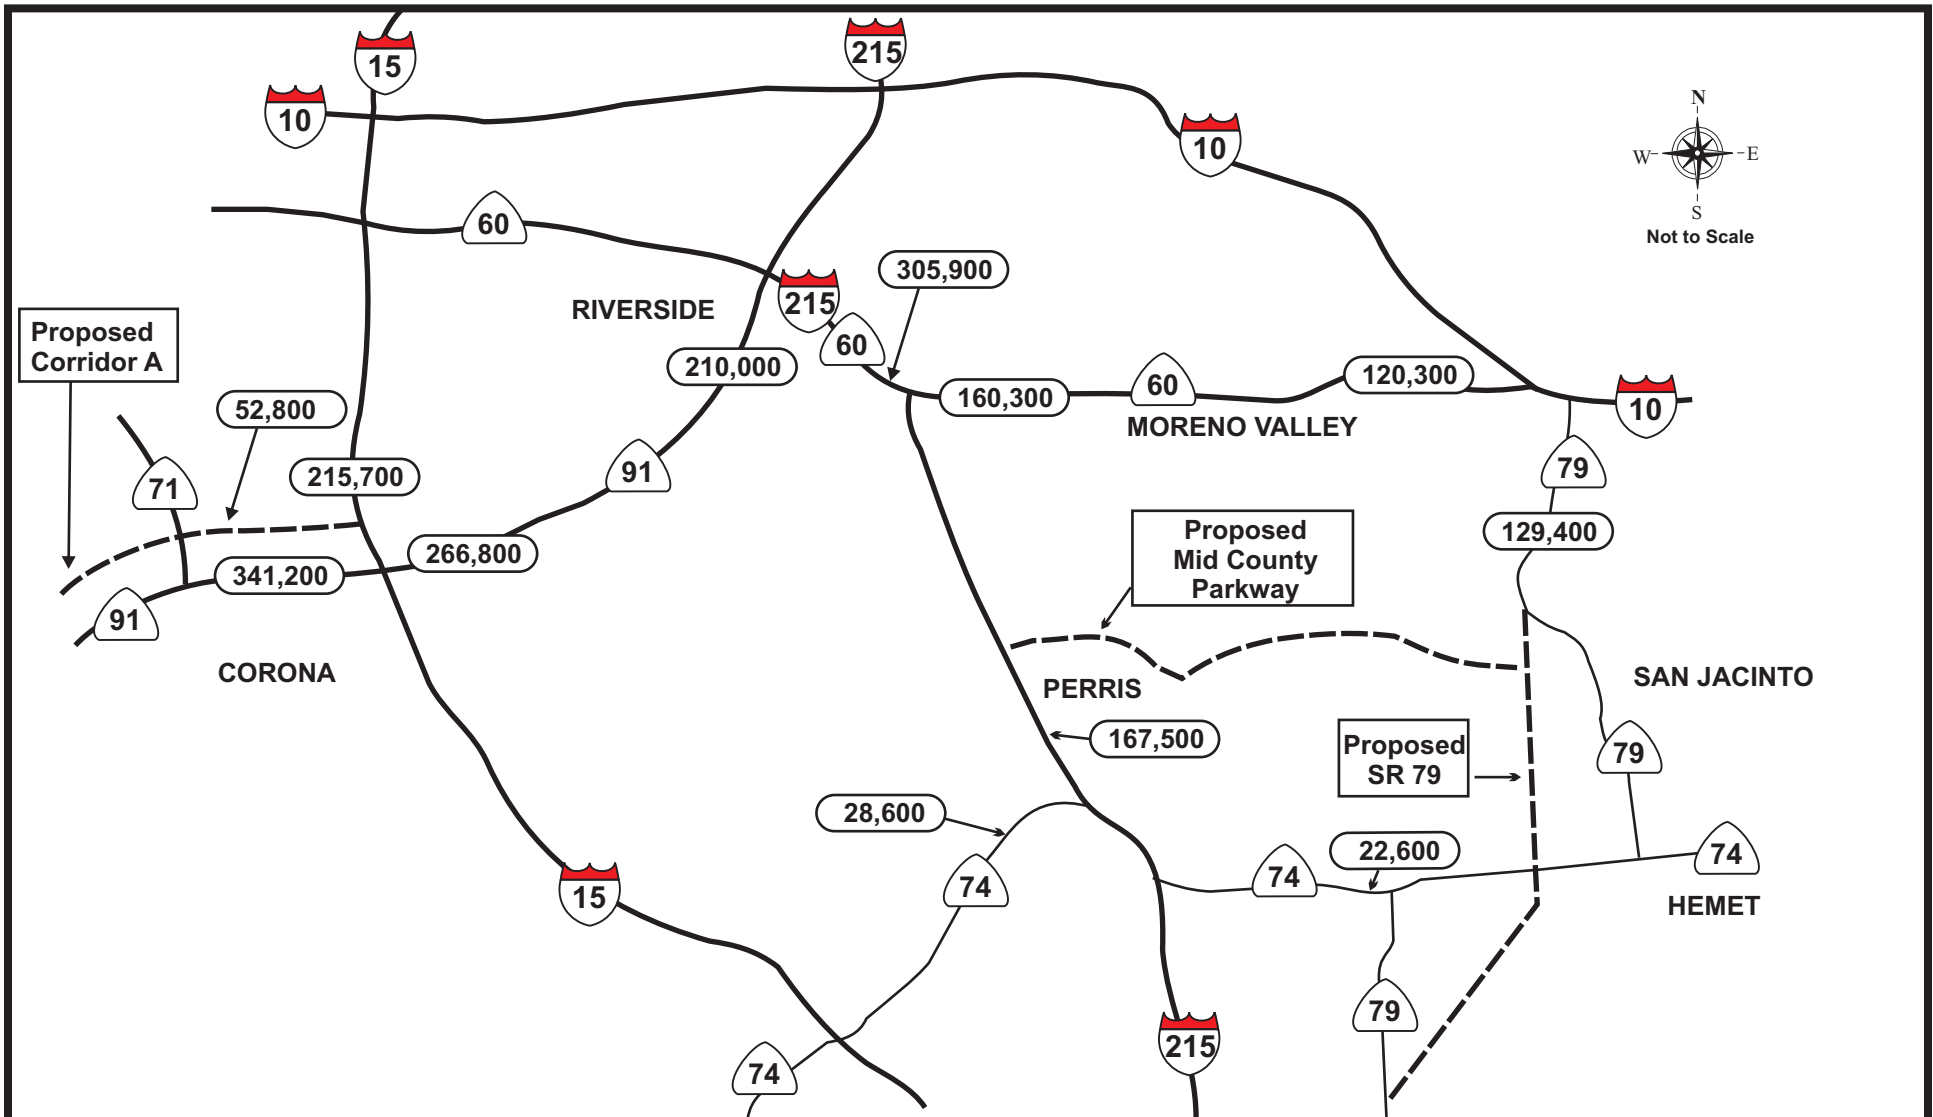 15
215
10
10
N
W
E
S
Not to Scale
60
305,900
215
RIVERSIDE
60
210,000
Proposed
Corridor A
52,800
160,300
60
120,300
10
MORENO VALLEY
215,700
91
71
79
129,400
Proposed
Mid County
Parkway
266,800
341,200
91
CORONA
PERRIS
SAN JACINTO
167,500
Proposed
SR 79
79
28,600
22,600
74
74
74
15
HEMET
79
215
74